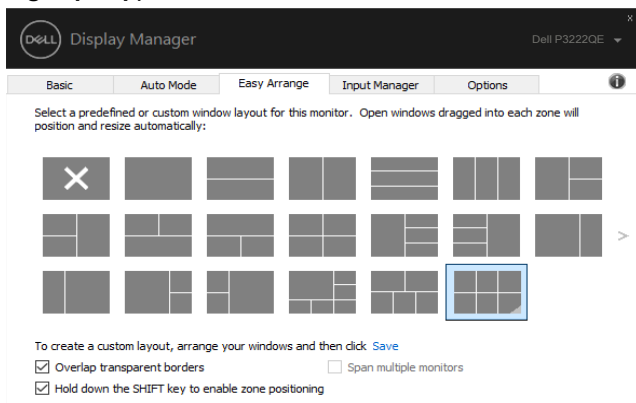 x
DELL Display Manager
Dell P3222QE
Basic Auto Mode Easy Arrange Input Manager Options
Select a predefined or custom window layout for this monitor. Open windows dragged into each zone will
position and resize automatically:
>
To create a custom layout, arrange your windows and then click Save
Overlap transparent borders Span multiple monitors
Hold down the SHIFT key to enable zone positioning